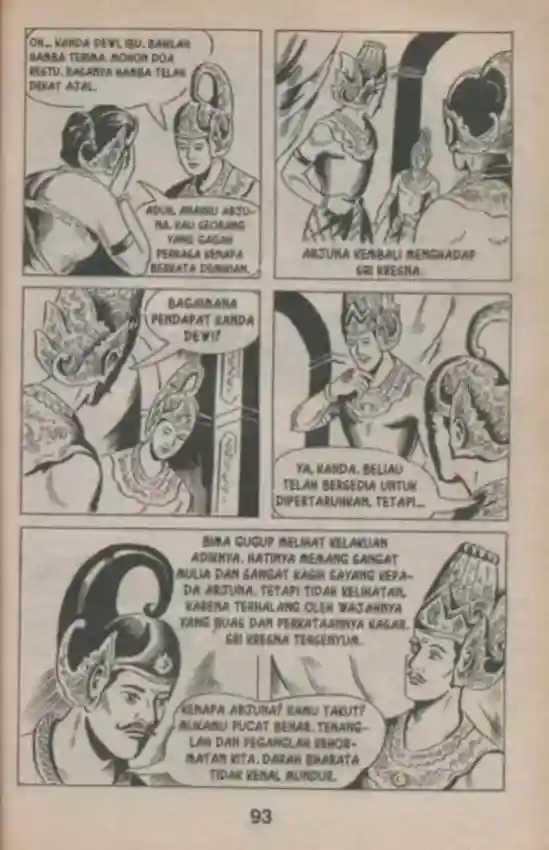 OH... KANDA DEWI, IBU. BAIKLAH
HAMBA TERIMA. MOHON DOA
RESTU. RASANYA HAMBA TELAH
DEKAT AJAL.
ADUH, ANAKKU ARJU-
NA. KAU SEORANG
YANG GAGAH
PERKASA KENAPA
BERKATA DEMIKIAN.
ARJUNA KEMBALI MENGHADAP
SRI KRESNA.
BAGAIMANA
PENDAPAT KANDA
DEWI?
YA, KANDA. BELIAU
TELAH BERSEDIA UNTUK
DIPERTARUHKAN, TETAPI...
BIMA GUGUP MELIHAT KELAKUAN
ADIKNYA. HATINYA MEMANG SANGAT
MULIA DAN SANGAT KASIH SAYANG KEPA-
DA ARJUNA. TETAPI TIDAK KELIHATAN,
KARENA TERHALANG OLEH WAJAHNYA
YANG BUAS DAN PERKATAANNYA KASAR.
SRI KRESNA TERSENYUM.
KENAPA ARJUNA? KAMU TAKUT?
MUKAMU PUCAT BENAR. TENANG-
LAH DAN PEGANGLAH KEHOR-
MATAN KITA. DARAH BHARATA
TIDAK KENAL MUNDUR.
93